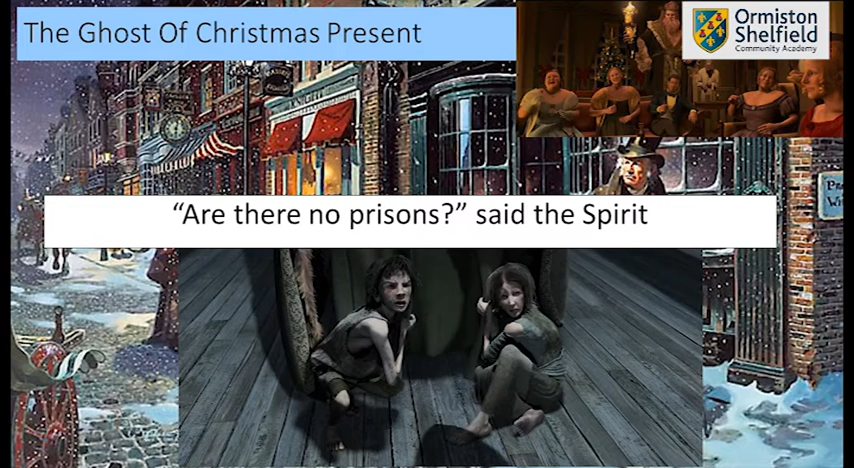 The Ghost Of Christmas Present
Ormiston
Shelfield
Community Academy
“Are there no prisons?” said the Spirit